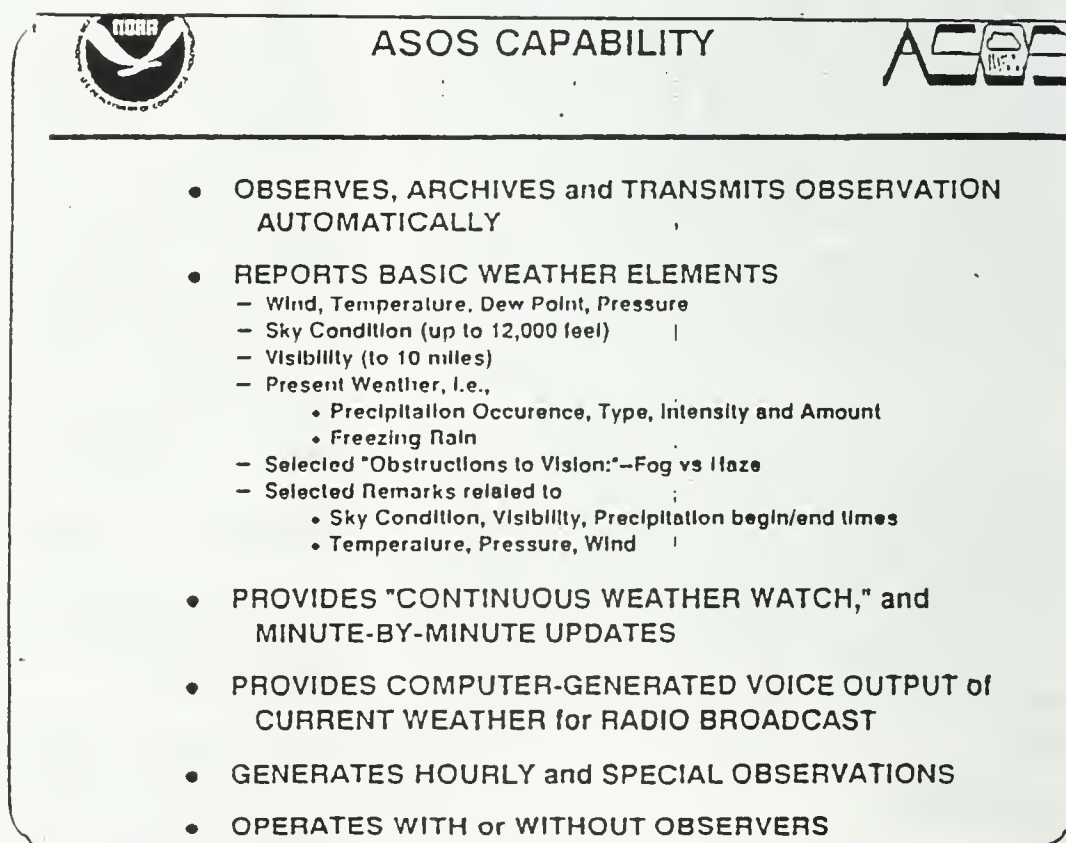 NOAA
ASOS CAPABILITY
ASOS
• OBSERVES, ARCHIVES and TRANSMITS OBSERVATION
AUTOMATICALLY
• REPORTS BASIC WEATHER ELEMENTS
– Wind, Temperature, Dew Point, Pressure
– Sky Condition (up to 12,000 feet)
– Visibility (to 10 miles)
– Present Weather, i.e.,
• Precipitation Occurence, Type, Intensity and Amount
• Freezing Rain
– Selected "Obstructions to Vision:"–Fog vs Haze
– Selected Remarks related to
• Sky Condition, Visibility, Precipitation begin/end times
• Temperature, Pressure, Wind
• PROVIDES "CONTINUOUS WEATHER WATCH," and
MINUTE-BY-MINUTE UPDATES
• PROVIDES COMPUTER-GENERATED VOICE OUTPUT of
CURRENT WEATHER for RADIO BROADCAST
• GENERATES HOURLY and SPECIAL OBSERVATIONS
• OPERATES WITH or WITHOUT OBSERVERS